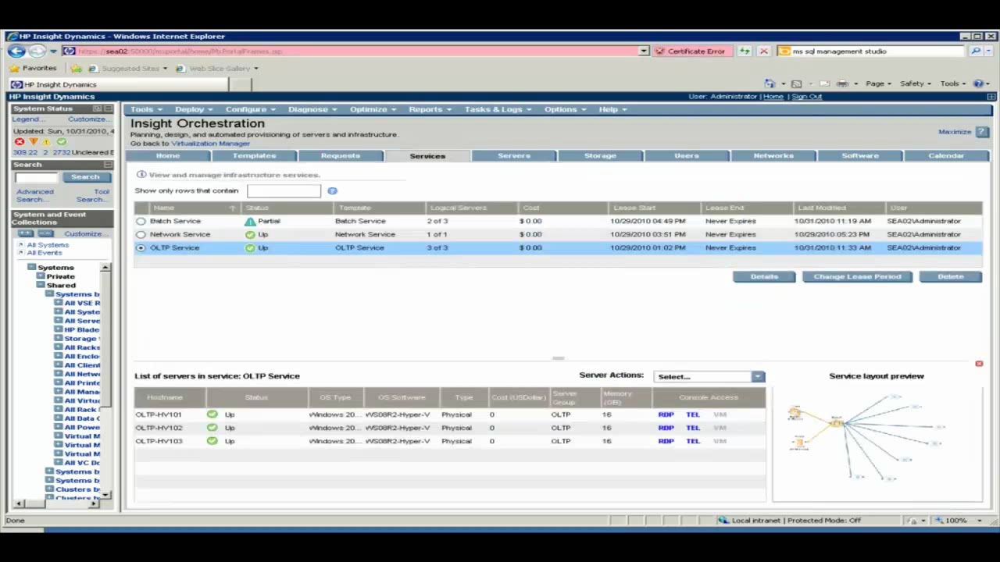 HP Insight Dynamics - Windows Internet Explorer
https://sea02:50000/mxportal/home/MxPortalFrames.jsp Certificate Error ms sql management studio
Favorites Suggested Sites Web Slice Gallery
HP Insight Dynamics Page Safety Tools
HP Insight Dynamics User: Administrator | Home | Sign Out
System Status
Legend... Customize...
Updated: Sun, 10/31/2010, 4
309 22 2 2732 Uncleared E
Search
Search
Advanced Search... Tool Search...
System and Event Collections
Customize...
All Systems
All Events
Systems
Private
Shared
Systems b
All VSE R
All Syste
All Serve
HP Blade
Storage
All Racks
All Enclo
All Client
All Netw
All Printe
All Mana
All Virtua
All Rack
All Data C
All Powe
Virtual M
Virtual M
Virtual M
All VC Do
Systems b
Systems b
Clusters b
Clusters b
Tools Deploy Configure Diagnose Optimize Reports Tasks & Logs Options Help
Insight Orchestration
Planning, design, and automated provisioning of servers and infrastructure.
Maximize ?
Go back to Virtualization Manager
Home Templates Requests Services Servers Storage Users Networks Software Calendar
View and manage infrastructure services.
Show only rows that contain
Name Status Template Logical Servers Cost Lease Start Lease End Last Modified User
Batch Service Partial Batch Service 2 of 3 $ 0.00 10/29/2010 04:49 PM Never Expires 10/31/2010 11:19 AM SEA02\Administrator
Network Service Up Network Service 1 of 1 $ 0.00 10/29/2010 03:51 PM Never Expires 10/29/2010 05:23 PM SEA02\Administrator
OLTP Service Up OLTP Service 3 of 3 $ 0.00 10/29/2010 01:02 PM Never Expires 10/31/2010 11:33 AM SEA02\Administrator
Details Change Lease Period Delete
List of servers in service: OLTP Service Server Actions: Select... Service layout preview
Hostname Status OS Type OS Software Type Cost (USDollar) Server Group Memory (GB) Console Access
OLTP-HV101 Up Windows 20... WS08R2-Hyper-V Physical 0 OLTP 16 RDP TEL VM
OLTP-HV102 Up Windows 20... WS08R2-Hyper-V Physical 0 OLTP 16 RDP TEL VM
OLTP-HV103 Up Windows 20... WS08R2-Hyper-V Physical 0 OLTP 16 RDP TEL VM
Done Local intranet | Protected Mode: Off 100%